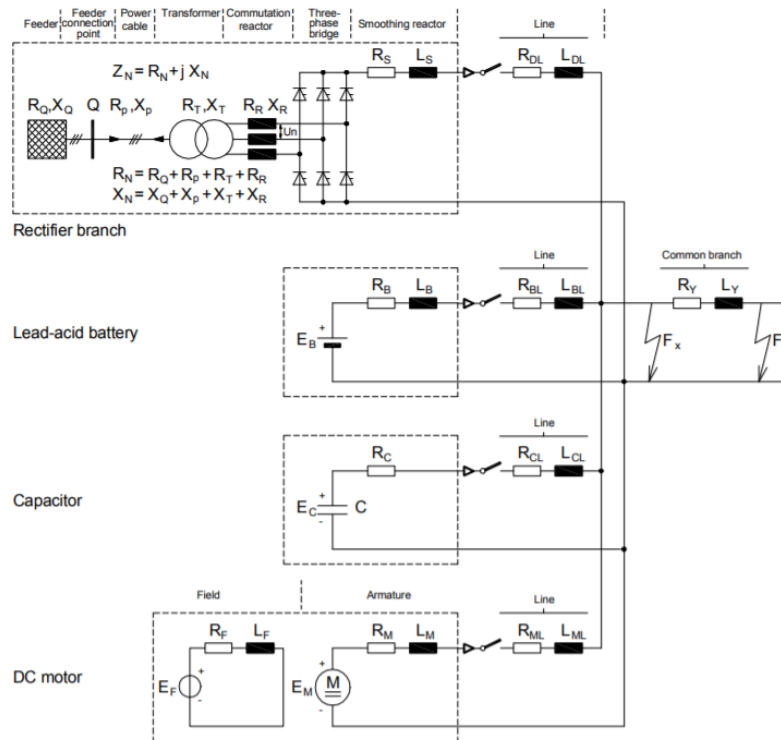 Feeder
Feeder connection point
Power cable
Transformer
Commutation reactor
Three-phase bridge
Smoothing reactor
Line
R_S L_S R_DL L_DL
Z_N = R_N+j X_N
R_Q,X_Q Q R_p,X_p R_T,X_T R_R X_R
Un
R_N = R_Q+R_p+R_T+R_R
X_N = X_Q+X_p+X_T+X_R
Rectifier branch
Line
Common branch
R_B L_B R_BL L_BL R_Y L_Y
Lead-acid battery
+
E_B
F_x
F
Line
R_C R_CL L_CL
Capacitor
+
E_C C
-
Field
Armature
Line
R_F L_F R_M L_M R_ML L_ML
DC motor
+
+
E_F E_M M
-
-